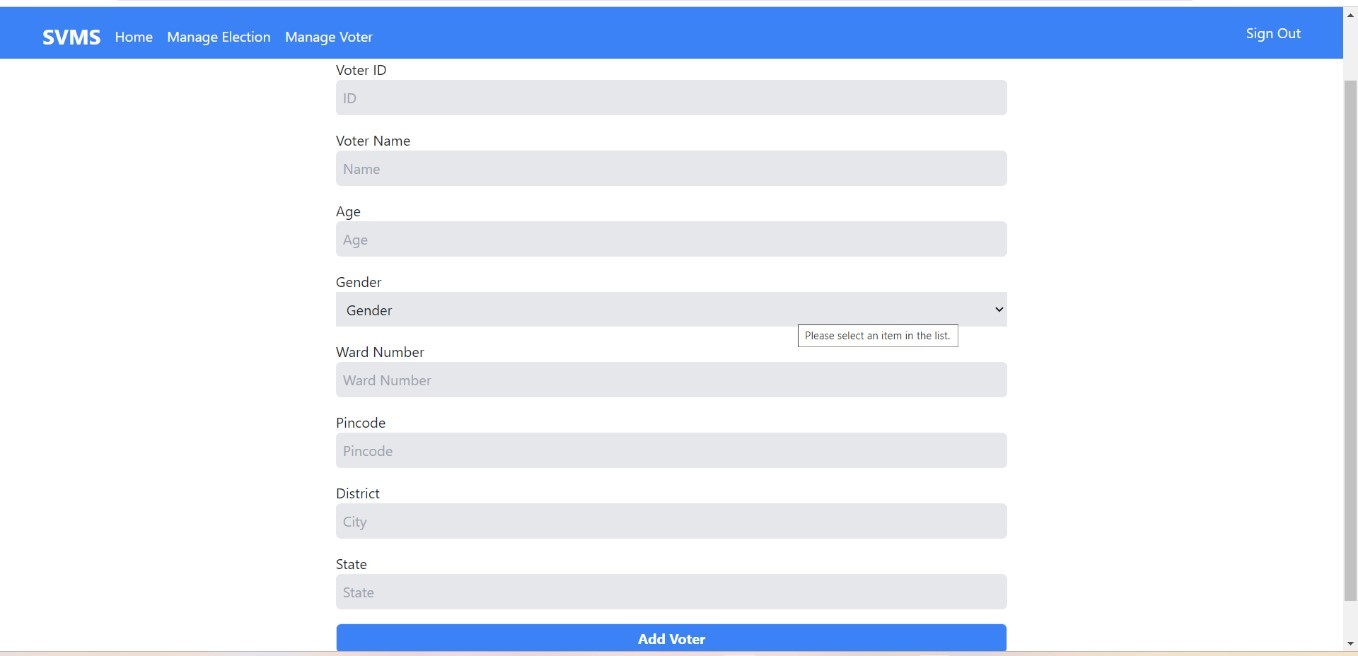 SVMS Home Manage Election Manage Voter Sign Out
Voter ID
ID
Voter Name
Name
Age
Age
Gender
Gender
Please select an item in the list.
Ward Number
Ward Number
Pincode
Pincode
District
City
State
State
Add Voter